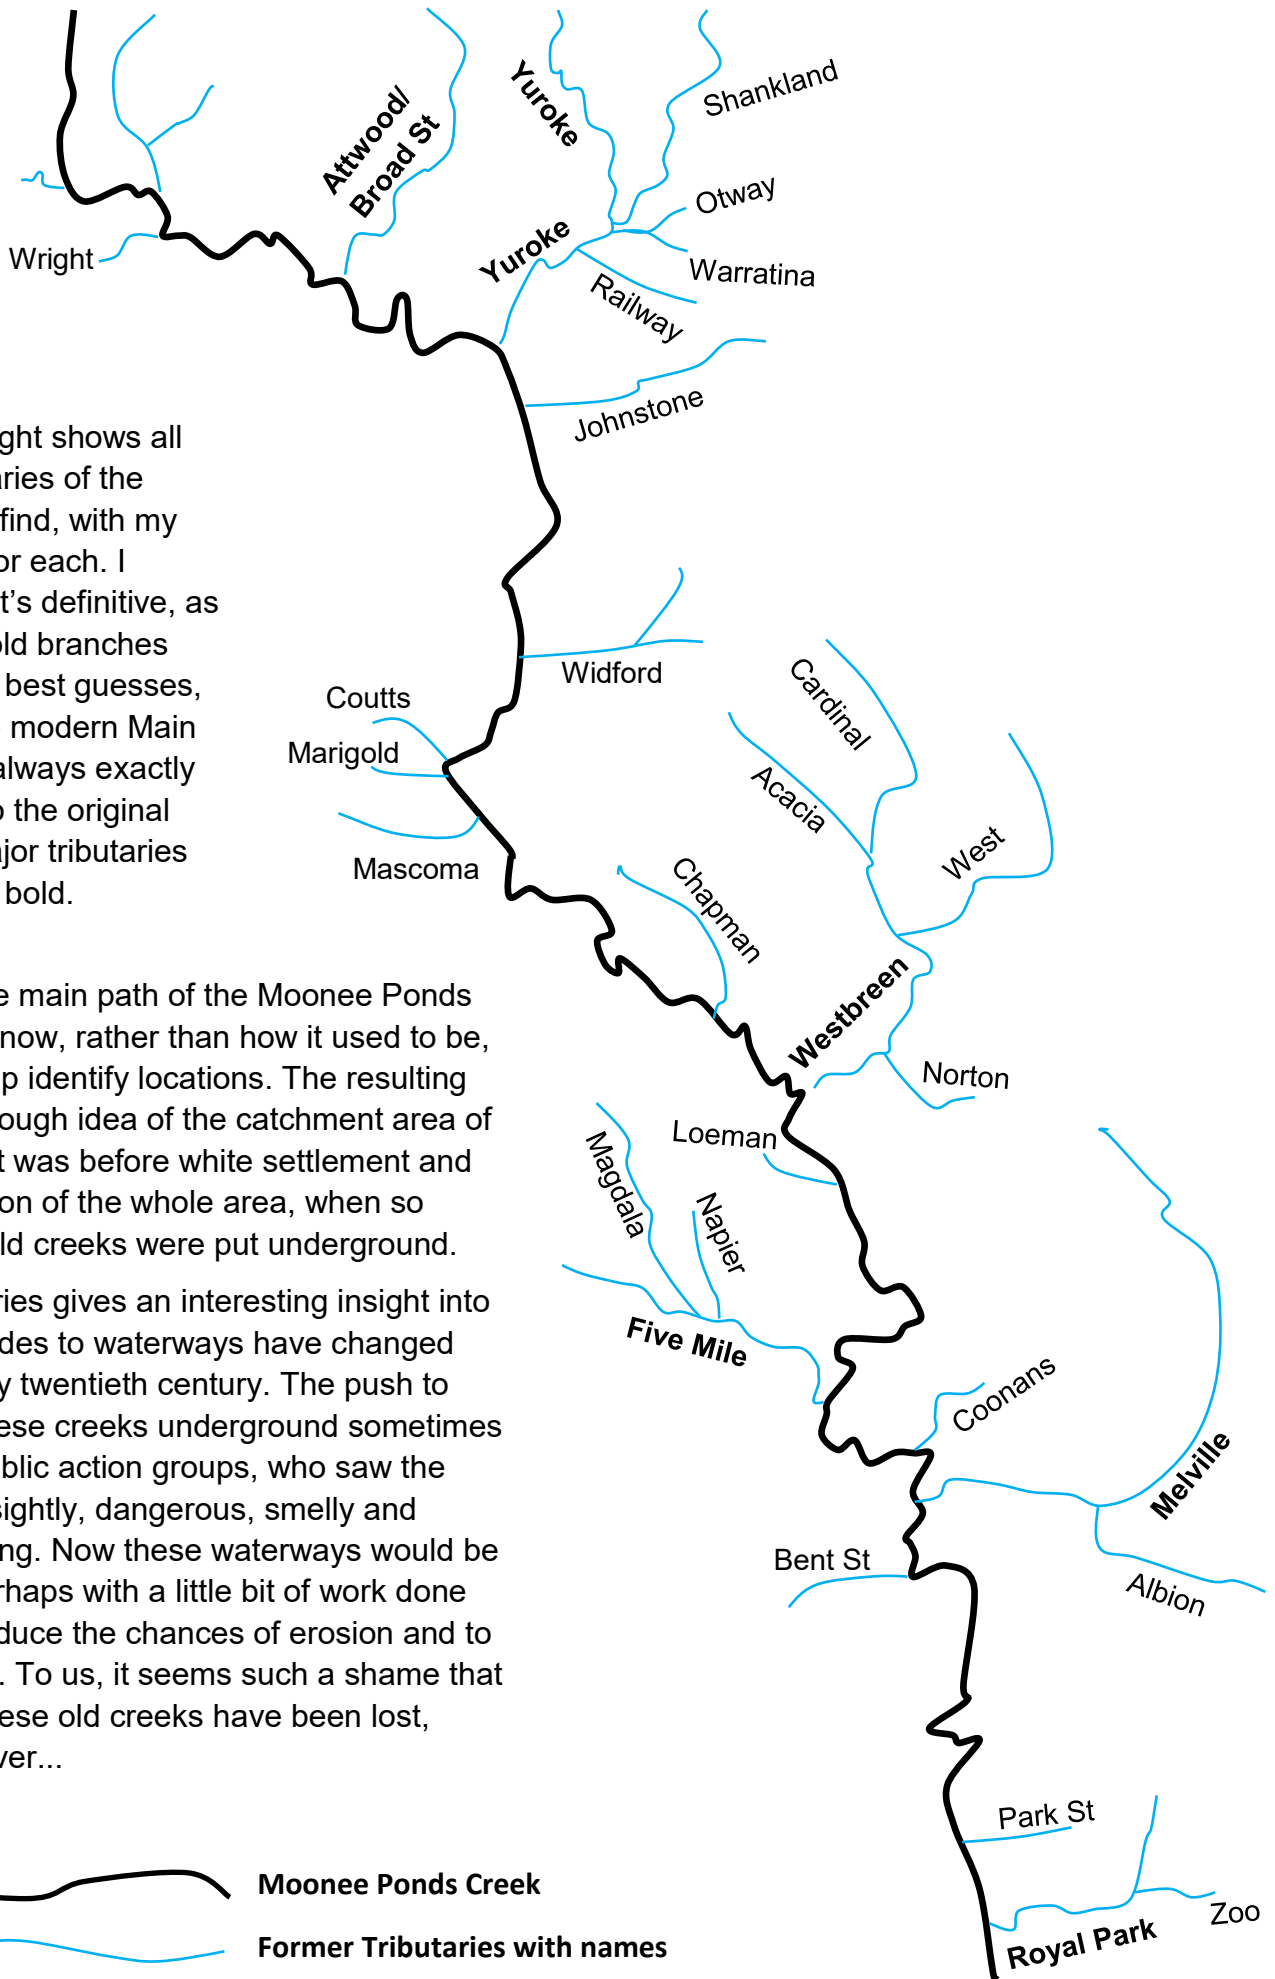 Yuroke
Shankland
Attwood/
Broad St
Otway
Yuroke
Wright
Warratina
Railway
Johnstone
ght shows all
aries of the
find, with my
or each. I
t’s definitive, as
old branches
best guesses,
modern Main
always exactly
o the original
ajor tributaries
bold.
Widford
Coutts
Marigold
Mascoma
Cardinal
Acacia
West
Chapman
Westbreen
Norton
e main path of the Moonee Ponds
now, rather than how it used to be,
p identify locations. The resulting
ough idea of the catchment area of
t was before white settlement and
on of the whole area, when so
ld creeks were put underground.
Loeman
Magdala
Napier
Five Mile
ries gives an interesting insight into
des to waterways have changed
y twentieth century. The push to
ese creeks underground sometimes
blic action groups, who saw the
sightly, dangerous, smelly and
ng. Now these waterways would be
rhaps with a little bit of work done
duce the chances of erosion and to
. To us, it seems such a shame that
ese old creeks have been lost,
ver...
Coonans
Melville
Bent St
Albion
Park St
Zoo
Royal Park
Moonee Ponds Creek
Former Tributaries with names